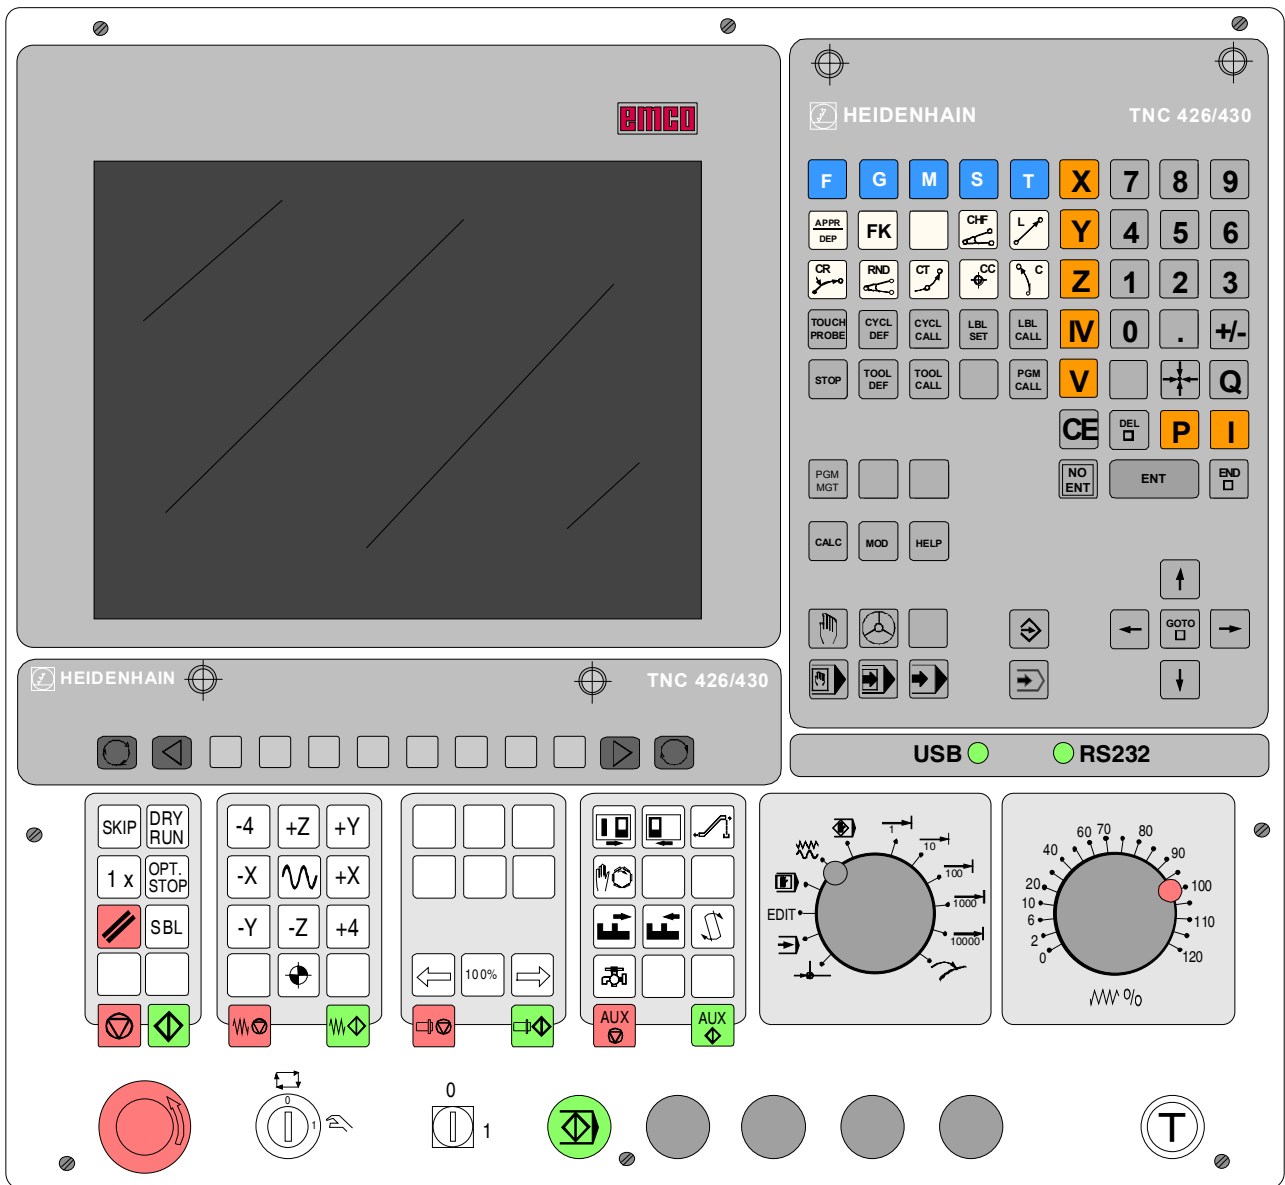 emco
HEIDENHAIN TNC 426/430
F G M S T X 7 8 9
APPR DEP FK CHF L Y 4 5 6
CR RND CT CC C Z 1 2 3
TOUCH PROBE CYCL DEF CYCL CALL LBL SET LBL CALL IV 0 . +/-
STOP TOOL DEF TOOL CALL PGM CALL V Q
CE DEL P I
PGM MGT NO ENT ENT END
CALC MOD HELP
GOTO
HEIDENHAIN TNC 426/430
USB RS232
SKIP DRY RUN
1 x OPT. STOP
SBL
-4 +Z +Y
-X +X
-Y -Z +4
100%
AUX AUX
EDIT
1
10
100
1000
10000
0
2
6
10
20
40
60
70
80
90
100
110
120
%
0
1
0
1
T